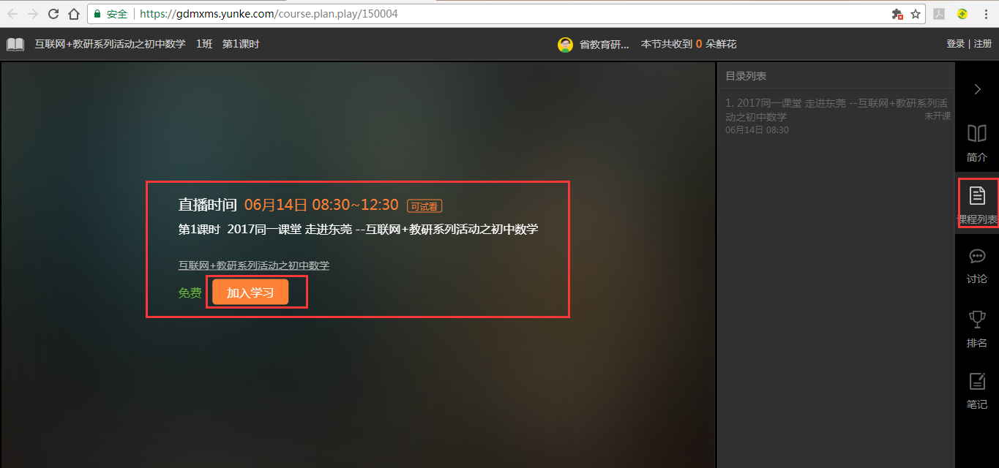 安全 https://gdmxms.yunke.com/course.plan.play/150004
互联网+教研系列活动之初中数学 1班 第1课时
省教育研... 本节共收到 0 朵鲜花
登录 | 注册
直播时间 06月14日 08:30~12:30 可试看
第1课时 2017同一课堂 走进东莞 --互联网+教研系列活动之初中数学
互联网+教研系列活动之初中数学
免费 加入学习
目录列表
1. 2017同一课堂 走进东莞 --互联网+教研系列活
动之初中数学 未开课
06月14日 08:30
简介
课程列表
讨论
排名
笔记